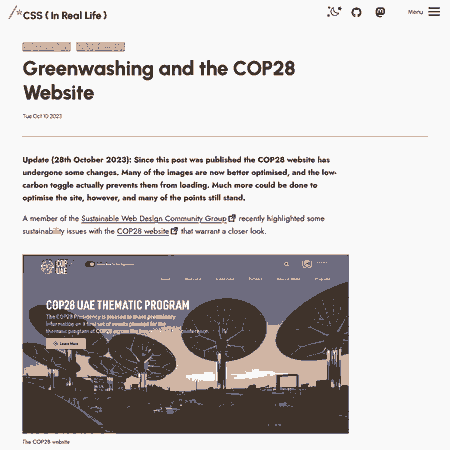 /* CSS { In Real Life }
Menu
Greenwashing and the COP28
Website
Tue Oct 10 2023
Update (28th October 2023): Since this post was published the COP28 website has
undergone some changes. Many of the images are now better optimised, and the low-
carbon toggle actually prevents them from loading. Much more could be done to
optimise the site, however, and many of the points still stand.
A member of the Sustainable Web Design Community Group recently highlighted some
sustainability issues with the COP28 website that warrant a closer look.
COP28
UAE
COP28 UAE THEMATIC PROGRAM
The COP28 Presidency is pleased to share preliminary
information on a first set of events planned for the
thematic program at COP28
Learn More
The COP28 website